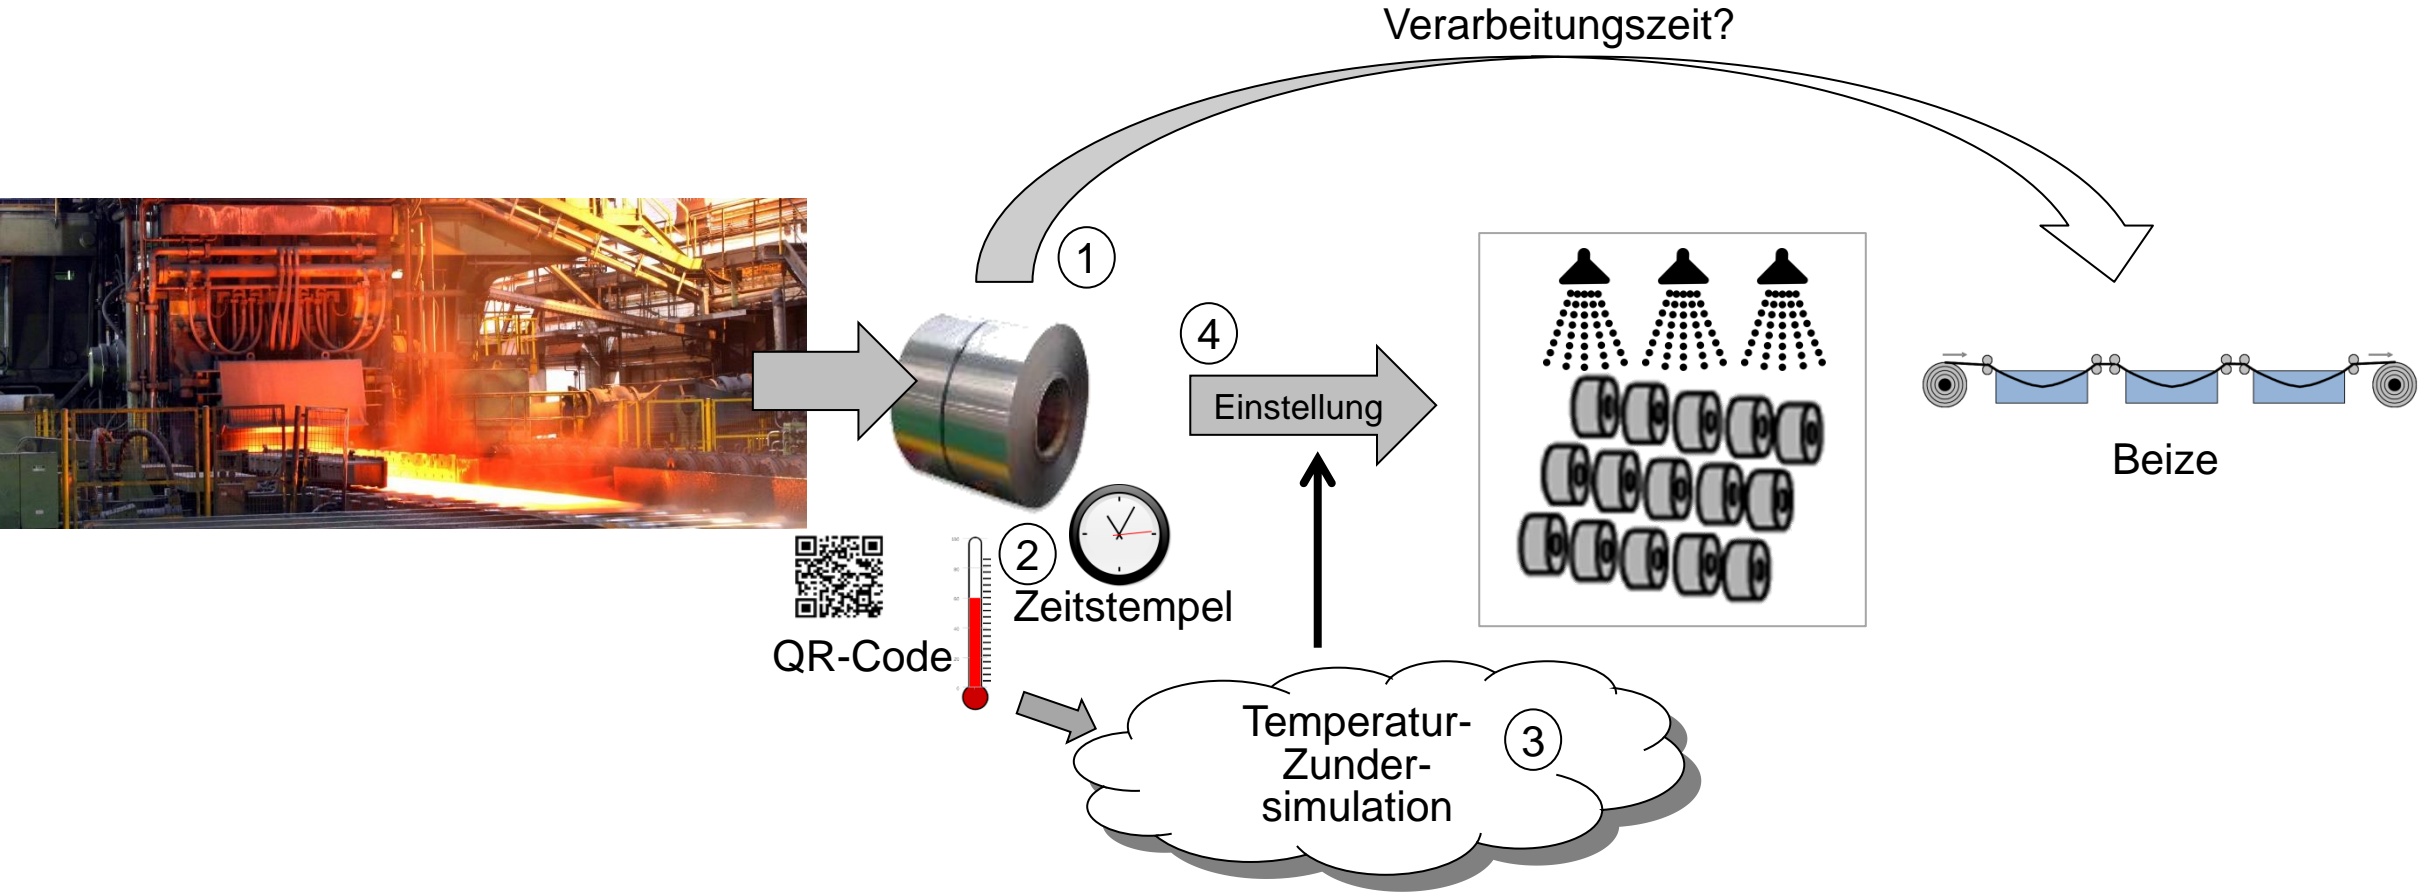 Verarbeitungszeit?
1
4
Einstellung
Beize
2
Zeitstempel
QR-Code
Temperatur-
3
Zunder-
simulation